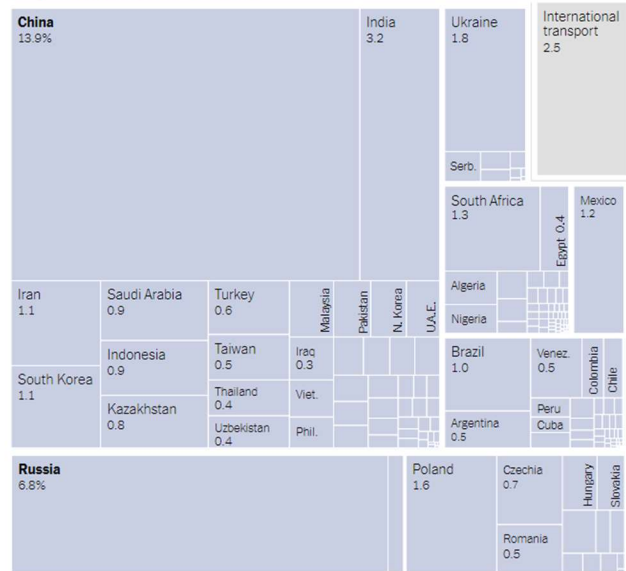 China
13.9%
India
3.2
Ukraine
1.8
International
transport
2.5
Serb.
South Africa
1.3
Egypt 0.4
Mexico
1.2
Algeria
Nigeria
Iran
1.1
Saudi Arabia
0.9
Turkey
0.6
Malaysia
Pakistan
N. Korea
U.A.E.
South Korea
1.1
Indonesia
0.9
Kazakhstan
0.8
Taiwan
0.5
Thailand
0.4
Uzbekistan
0.4
Iraq
0.3
Viet.
Phil.
Brazil
1.0
Venez.
0.5
Colombia
Chile
Argentina
0.5
Peru
Cuba
Russia
6.8%
Poland
1.6
Czechia
0.7
Romania
0.5
Hungary
Slovakia